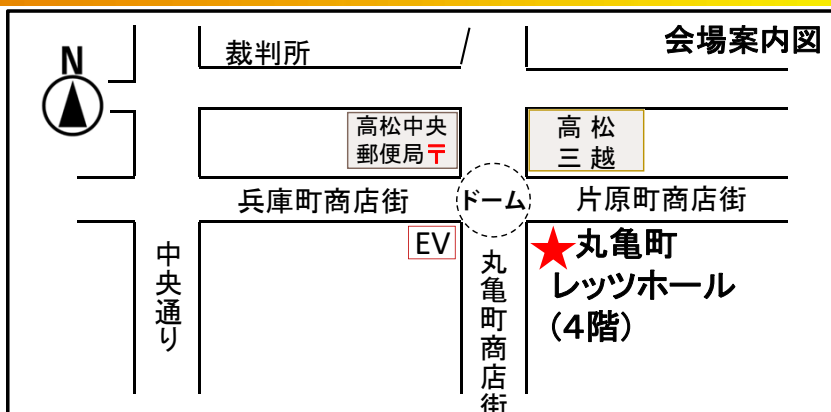 会場案内図
N
裁判所
高松中央
郵便局〒
高松
三越
兵庫町商店街
ドーム
片原町商店街
EV
★丸亀町
レッツホール
(4階)
中央通り
丸亀町商店街